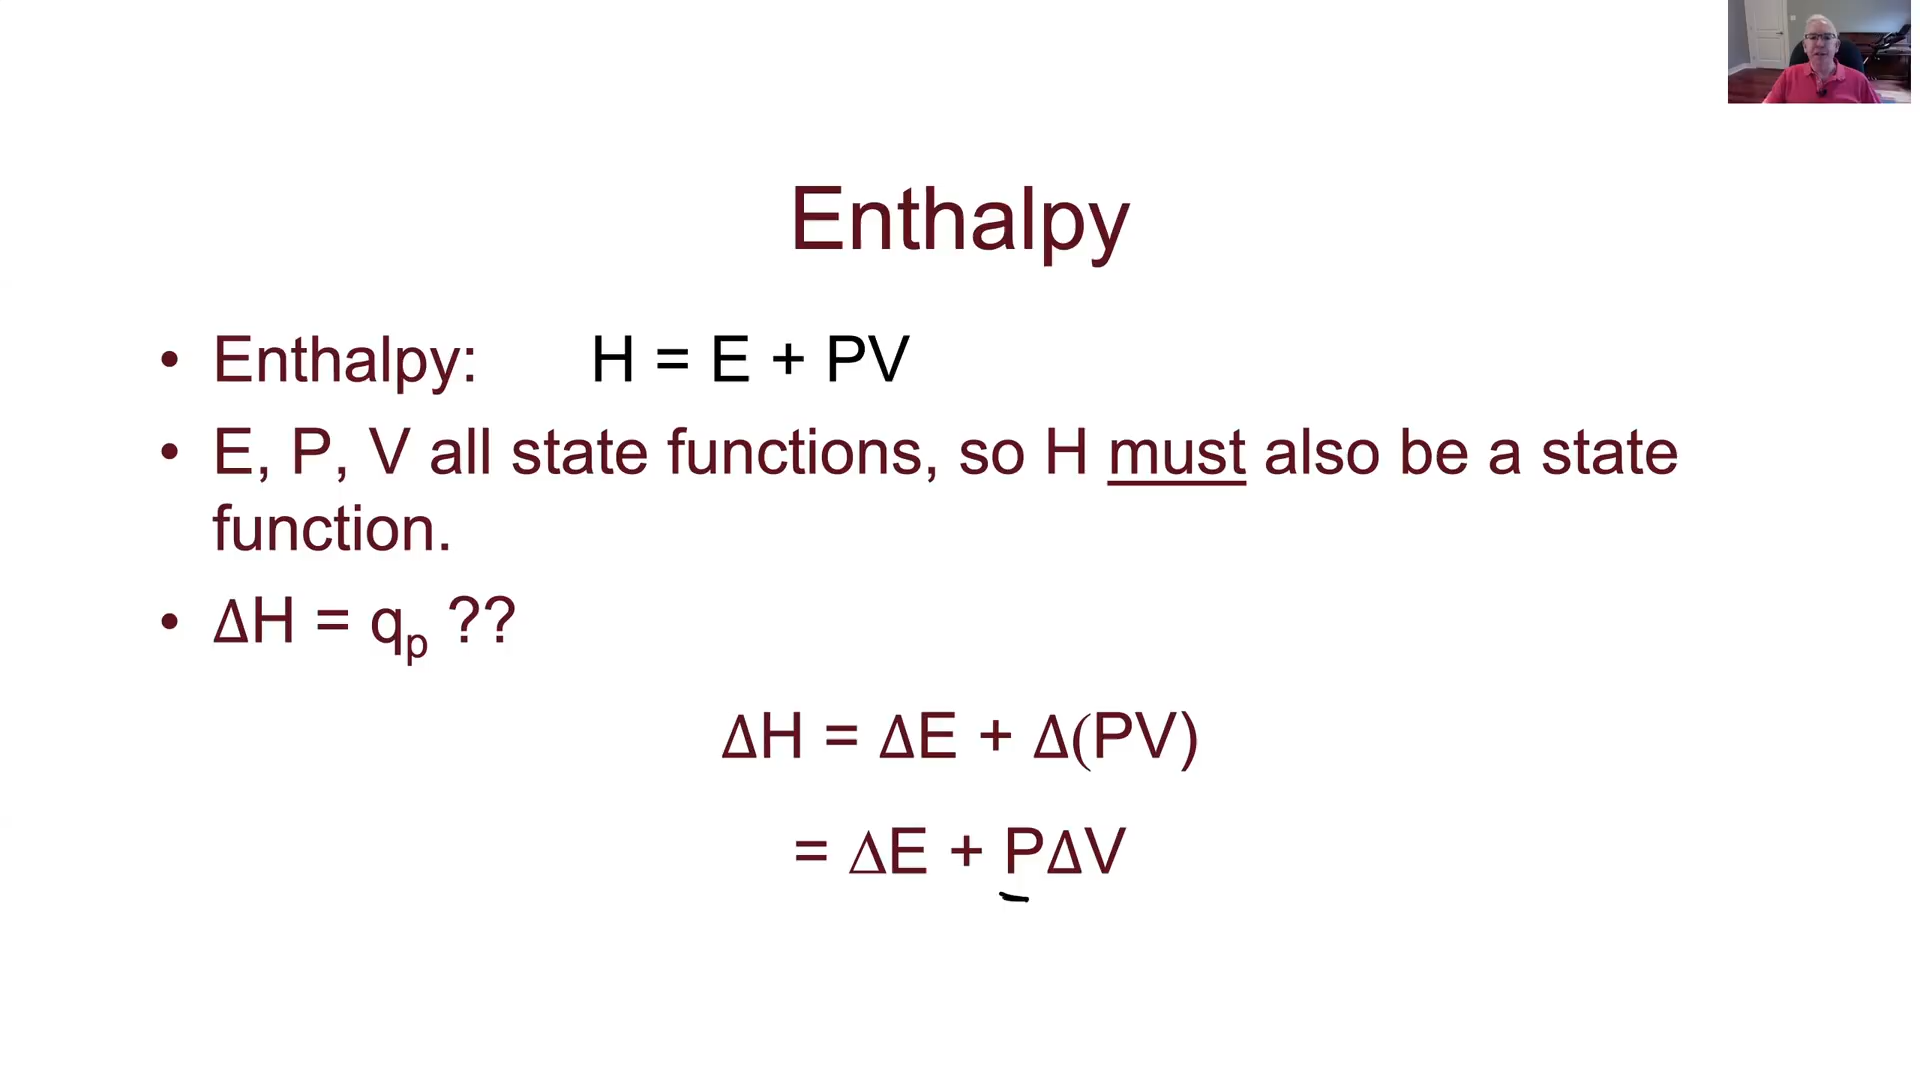 Enthalpy
• Enthalpy: H = E + PV
• E, P, V all state functions, so H must also be a state
function.
• ΔH = qp ??
ΔH = ΔE + Δ(PV)
= ΔE + PΔV